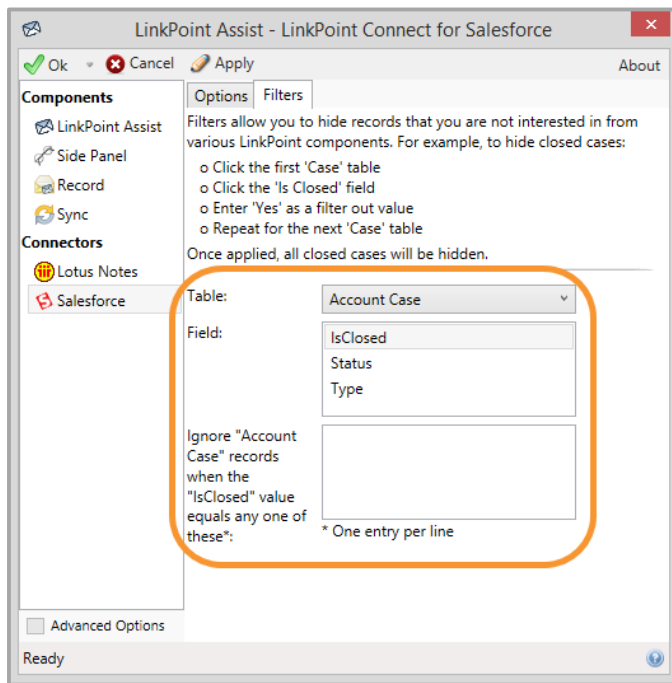 LinkPoint Assist - LinkPoint Connect for Salesforce
Ok Cancel Apply About
Components
LinkPoint Assist
Side Panel
Record
Sync
Connectors
Lotus Notes
Salesforce
Advanced Options
Options Filters
Filters allow you to hide records that you are not interested in from
various LinkPoint components. For example, to hide closed cases:
o Click the first 'Case' table
o Click the 'Is Closed' field
o Enter 'Yes' as a filter out value
o Repeat for the next 'Case' table
Once applied, all closed cases will be hidden.
Table: Account Case
Field: IsClosed
Status
Type
Ignore "Account
Case" records
when the
"IsClosed" value
equals any one of
these*:
* One entry per line
Ready